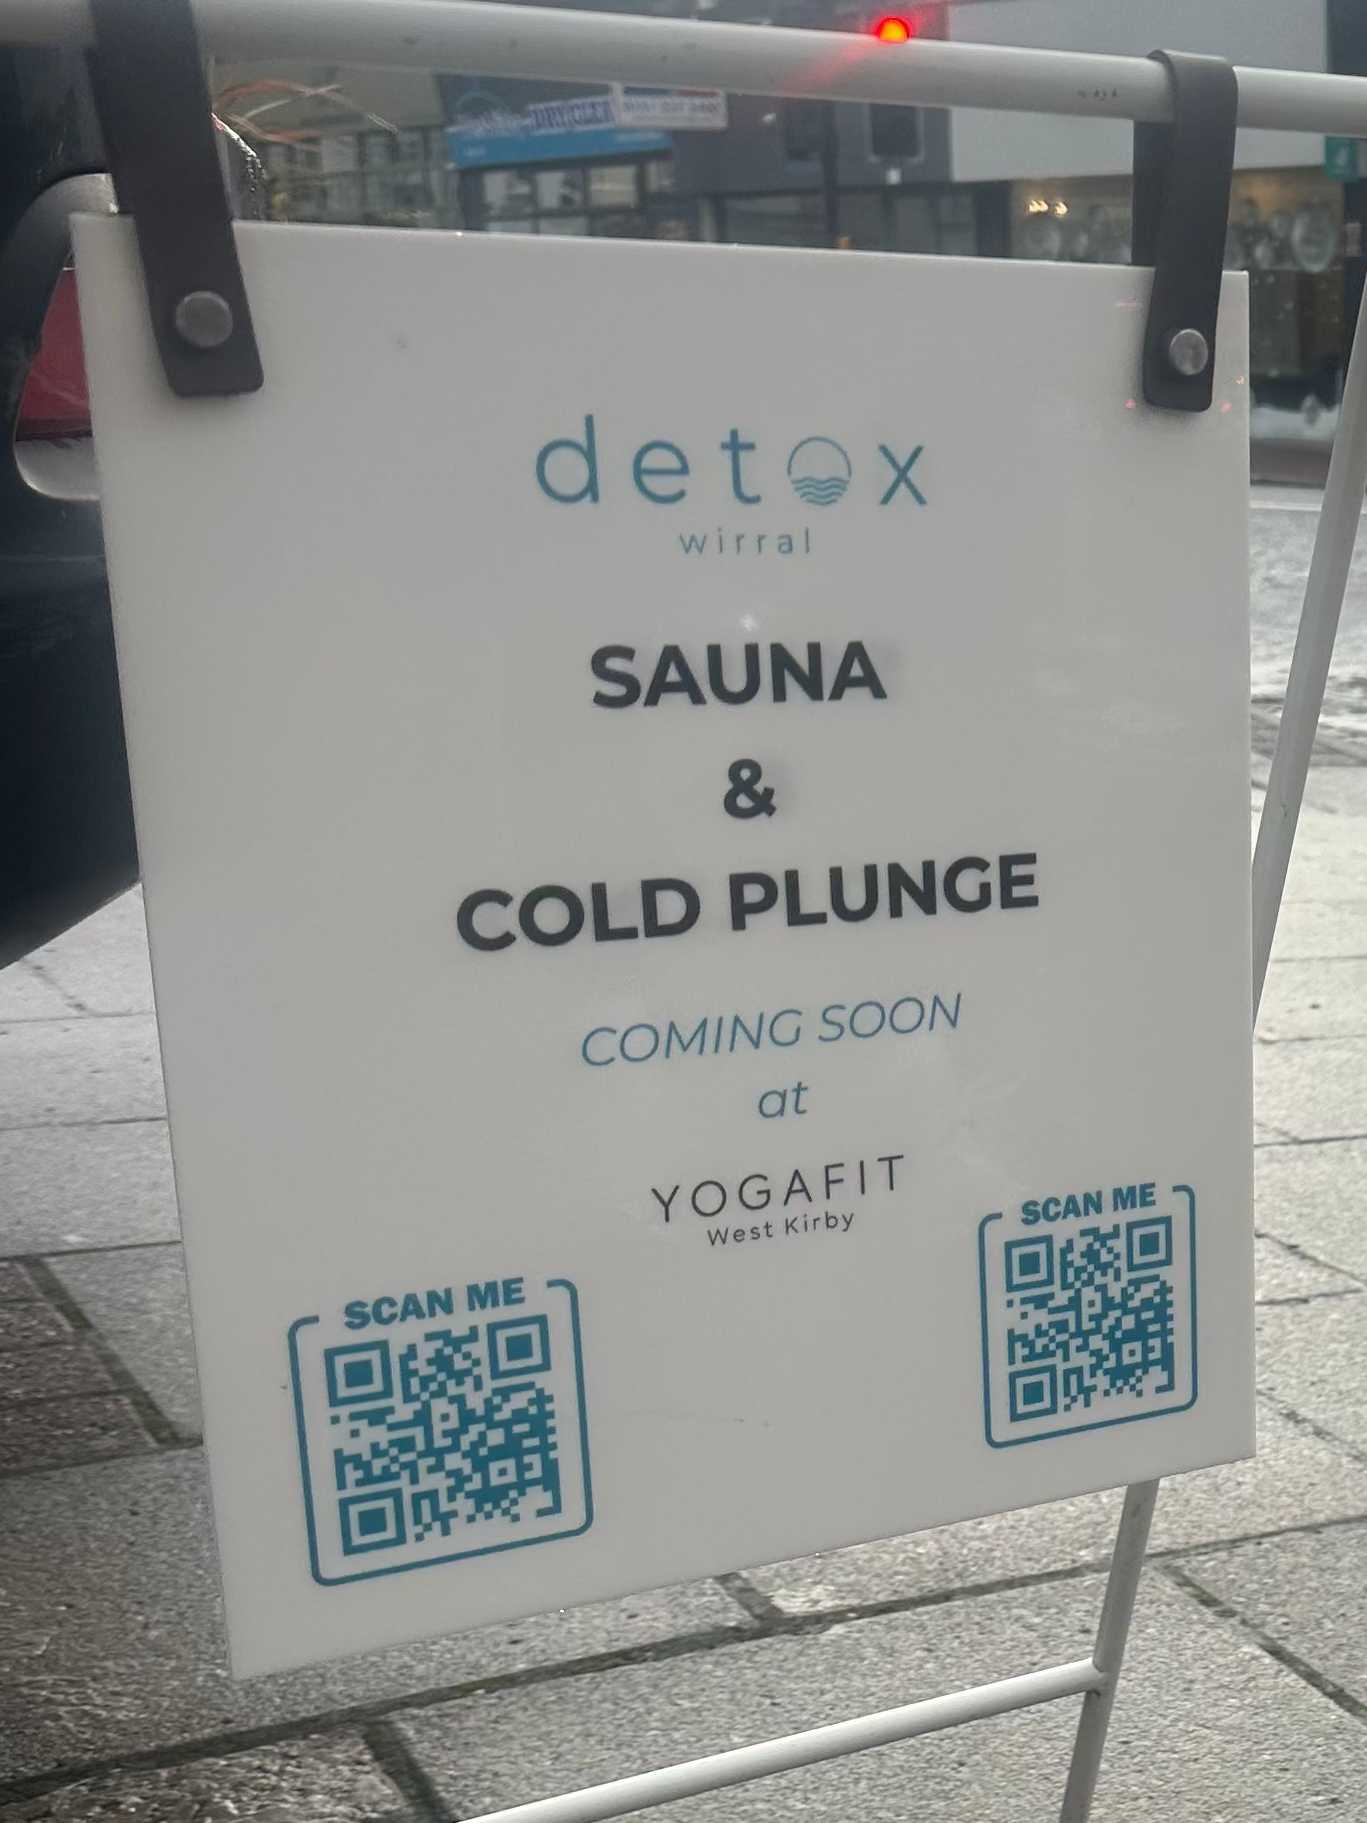 detox
wirral
SAUNA
&
COLD PLUNGE
COMING SOON
at
YOGAFIT
West Kirby
SCAN ME
SCAN ME